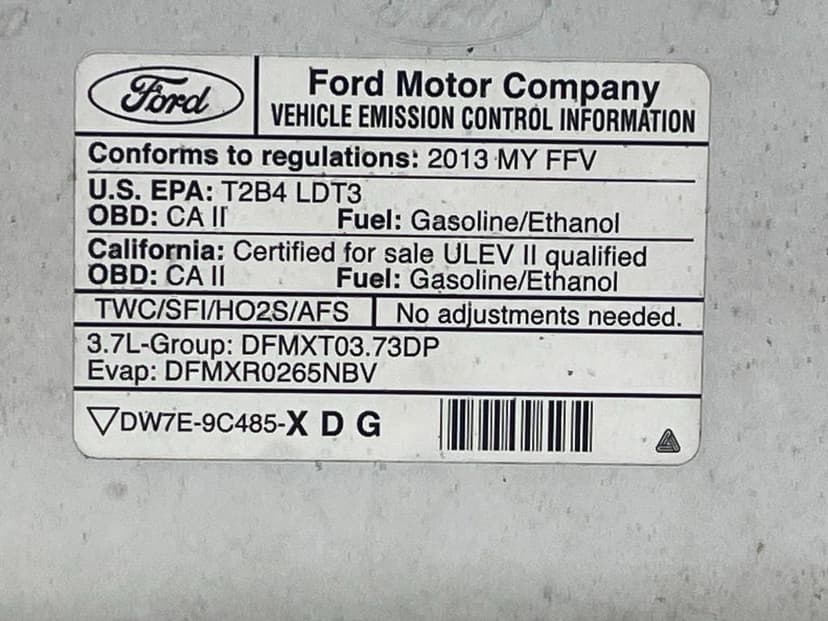 Ford
Ford Motor Company
VEHICLE EMISSION CONTROL INFORMATION
Conforms to regulations: 2013 MY FFV
U.S. EPA: T2B4 LDT3
OBD: CA II Fuel: Gasoline/Ethanol
California: Certified for sale ULEV II qualified
OBD: CA II Fuel: Gasoline/Ethanol
TWC/SFI/HO2S/AFS No adjustments needed.
3.7L-Group: DFMXT03.73DP
Evap: DFMXR0265NBV
DW7E-9C485-X D G